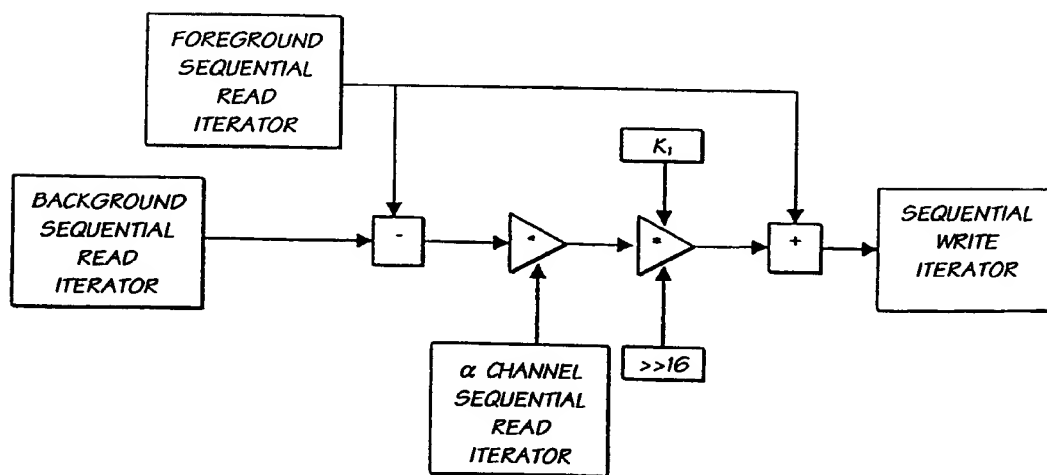 FOREGROUND
SEQUENTIAL
READ
ITERATOR
K₁
BACKGROUND
SEQUENTIAL
READ
ITERATOR
-
*
+
SEQUENTIAL
WRITE
ITERATOR
α CHANNEL
SEQUENTIAL
READ
ITERATOR
>>16